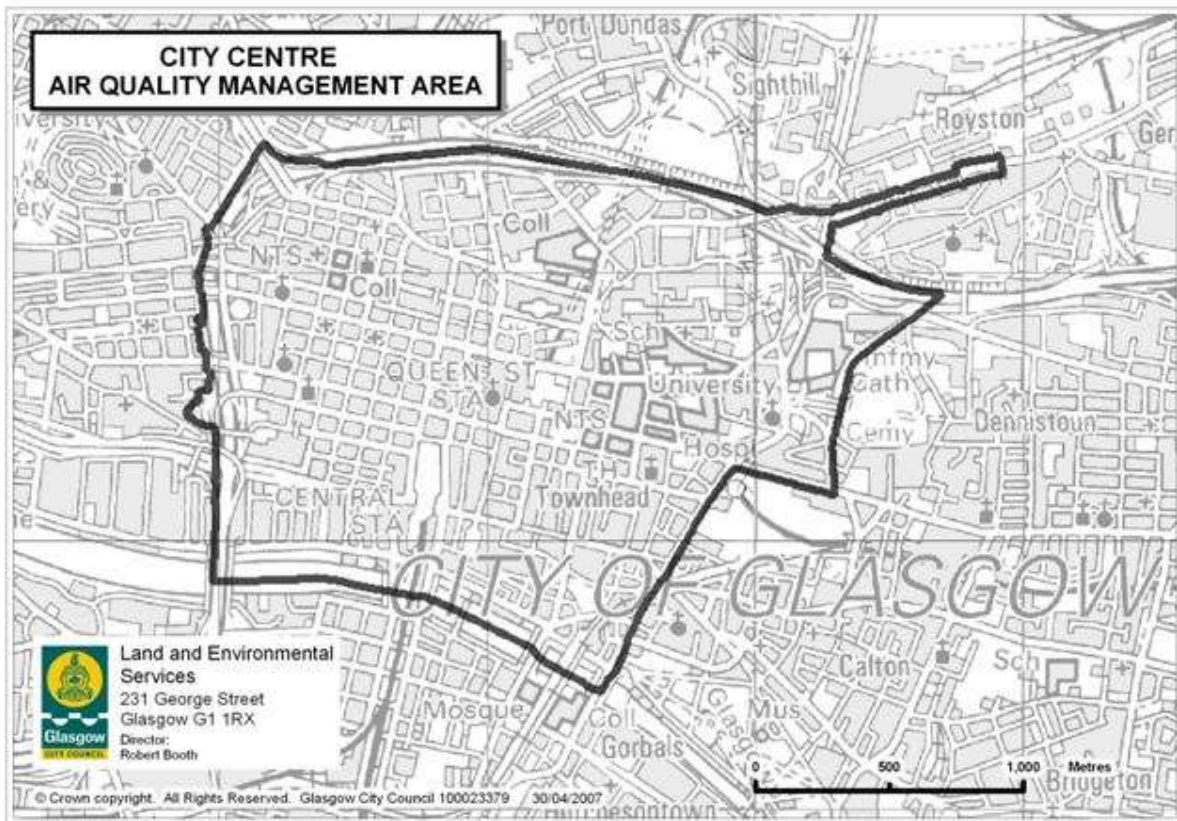 CITY CENTRE
AIR QUALITY MANAGEMENT AREA
Port Dundas
Sighthill
Royston
Ger
Coll
NTS
Coll
Sch
QUEEN ST
STA
University
Infmy
Cath
NTS
Dennistoun
Hosp
Cemy
TH
Townhead
CENTRAL
STA
CITY OF GLASGOW
Calton
Sch
Mosque
Coll
Mus
Gorbals
Bridgeton
Land and Environmental
Services
231 George Street
Glasgow G1 1RX
Director:
Robert Booth
Glasgow
CITY COUNCIL
0 500 1,000 Metres
© Crown copyright. All Rights Reserved. Glasgow City Council 100023379 30/04/2007